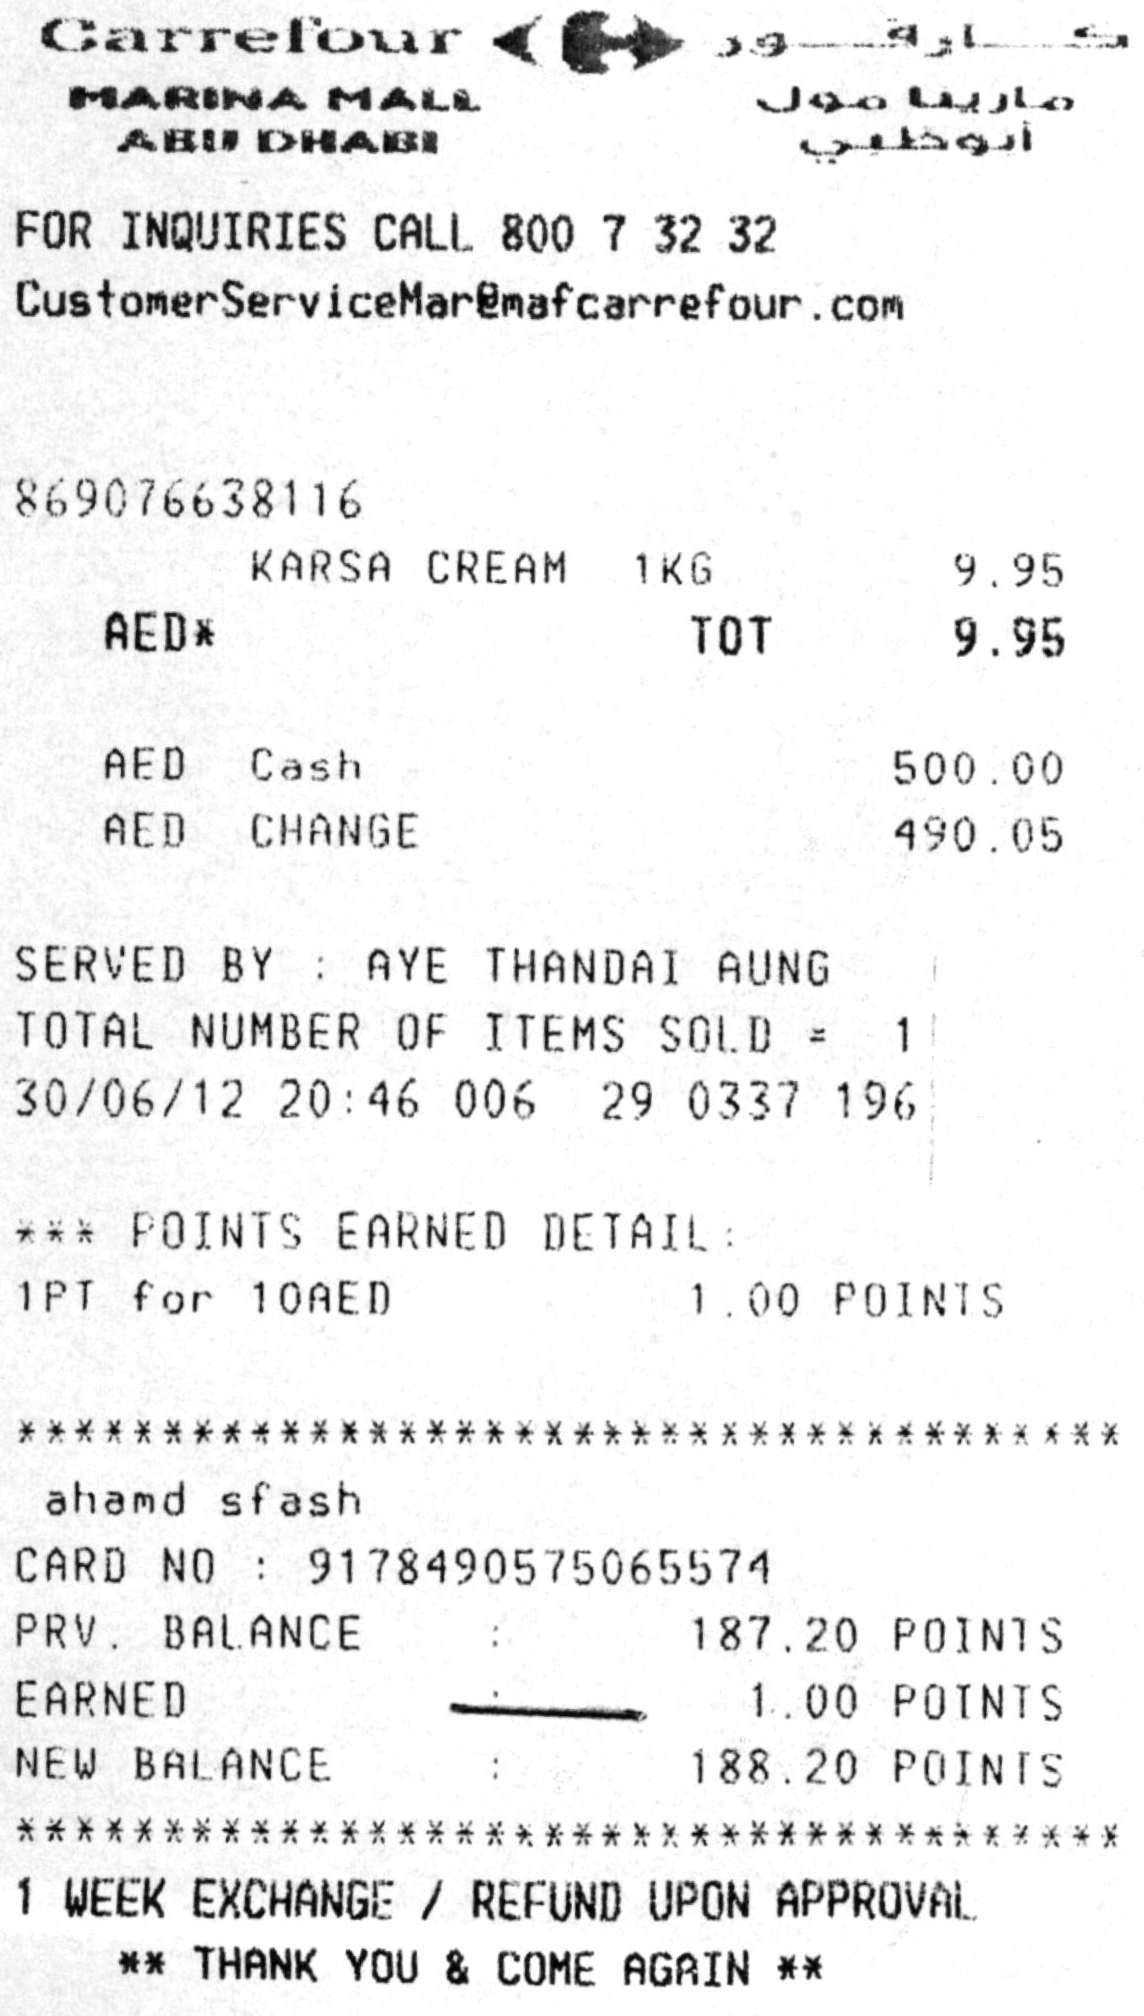 Carrefour كارفور
MARINA MALL مارينا مول
ABU DHABI أبوظبي
FOR INQUIRIES CALL 800 7 32 32
CustomerServiceMar@mafcarrefour.com
869076638116
KARSA CREAM 1KG 9.95
AED* TOT 9.95
AED Cash 500.00
AED CHANGE 490.05
SERVED BY : AYE THANDAI AUNG
TOTAL NUMBER OF ITEMS SOLD = 1
30/06/12 20:46 006 29 0337 196
*** POINTS EARNED DETAIL:
1PT for 10AED 1.00 POINTS
**************************************
ahamd sfash
CARD NO : 9178490575065574
PRV. BALANCE : 187.20 POINTS
EARNED : 1.00 POINTS
NEW BALANCE : 188.20 POINTS
**************************************
1 WEEK EXCHANGE / REFUND UPON APPROVAL
** THANK YOU & COME AGAIN **